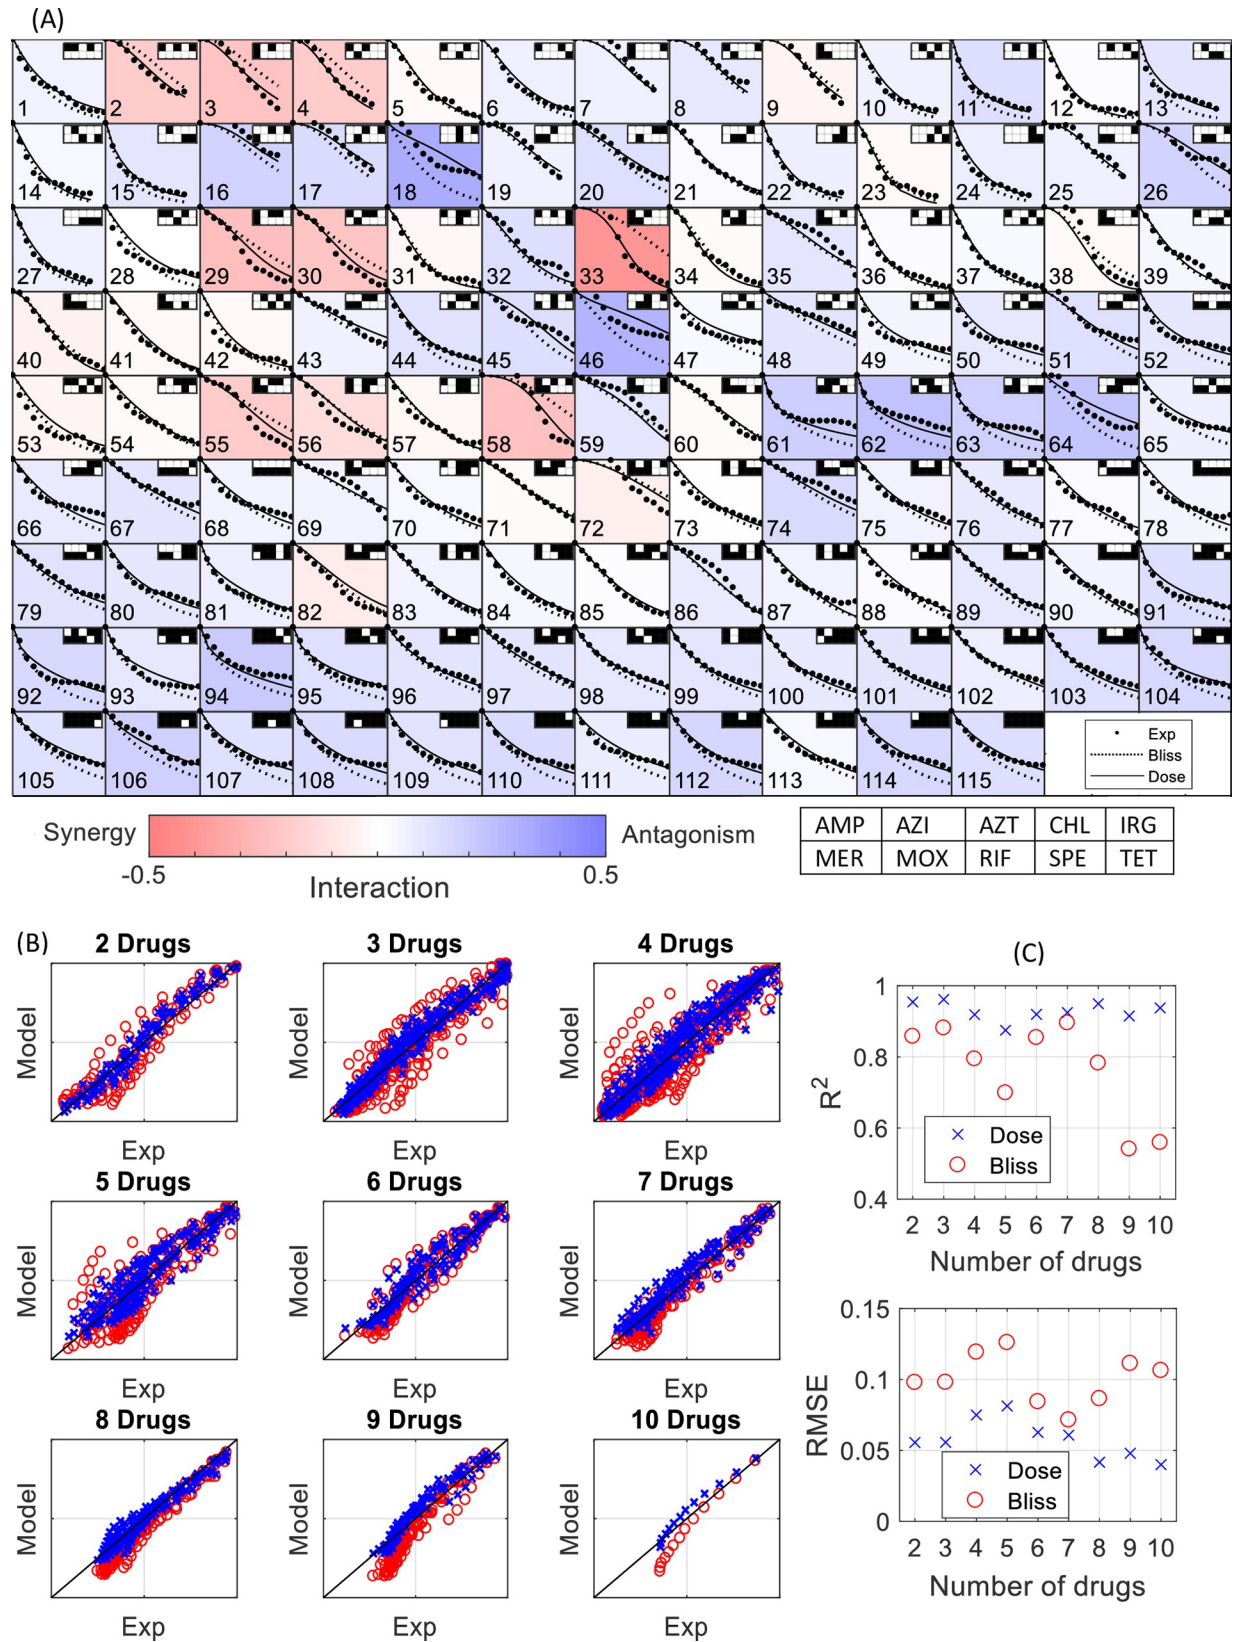 (A)
1 2 3 4 5 6 7 8 9 10 11 12 13
14 15 16 17 18 19 20 21 22 23 24 25 26
27 28 29 30 31 32 33 34 35 36 37 38 39
40 41 42 43 44 45 46 47 48 49 50 51 52
53 54 55 56 57 58 59 60 61 62 63 64 65
66 67 68 69 70 71 72 73 74 75 76 77 78
79 80 81 82 83 84 85 86 87 88 89 90 91
92 93 94 95 96 97 98 99 100 101 102 103 104
105 106 107 108 109 110 111 112 113 114 115
Exp
Bliss
Dose
Synergy
Antagonism
-0.5
0.5
Interaction
AMP AZI AZT CHL IRG
MER MOX RIF SPE TET
(B)
2 Drugs
Model
Exp
3 Drugs
Model
Exp
4 Drugs
Model
Exp
5 Drugs
Model
Exp
6 Drugs
Model
Exp
7 Drugs
Model
Exp
8 Drugs
Model
Exp
9 Drugs
Model
Exp
10 Drugs
Model
Exp
(C)
1
0.8
0.6
0.4
R²
Dose
Bliss
2 3 4 5 6 7 8 9 10
Number of drugs
0.15
0.1
0.05
0
RMSE
Dose
Bliss
2 3 4 5 6 7 8 9 10
Number of drugs